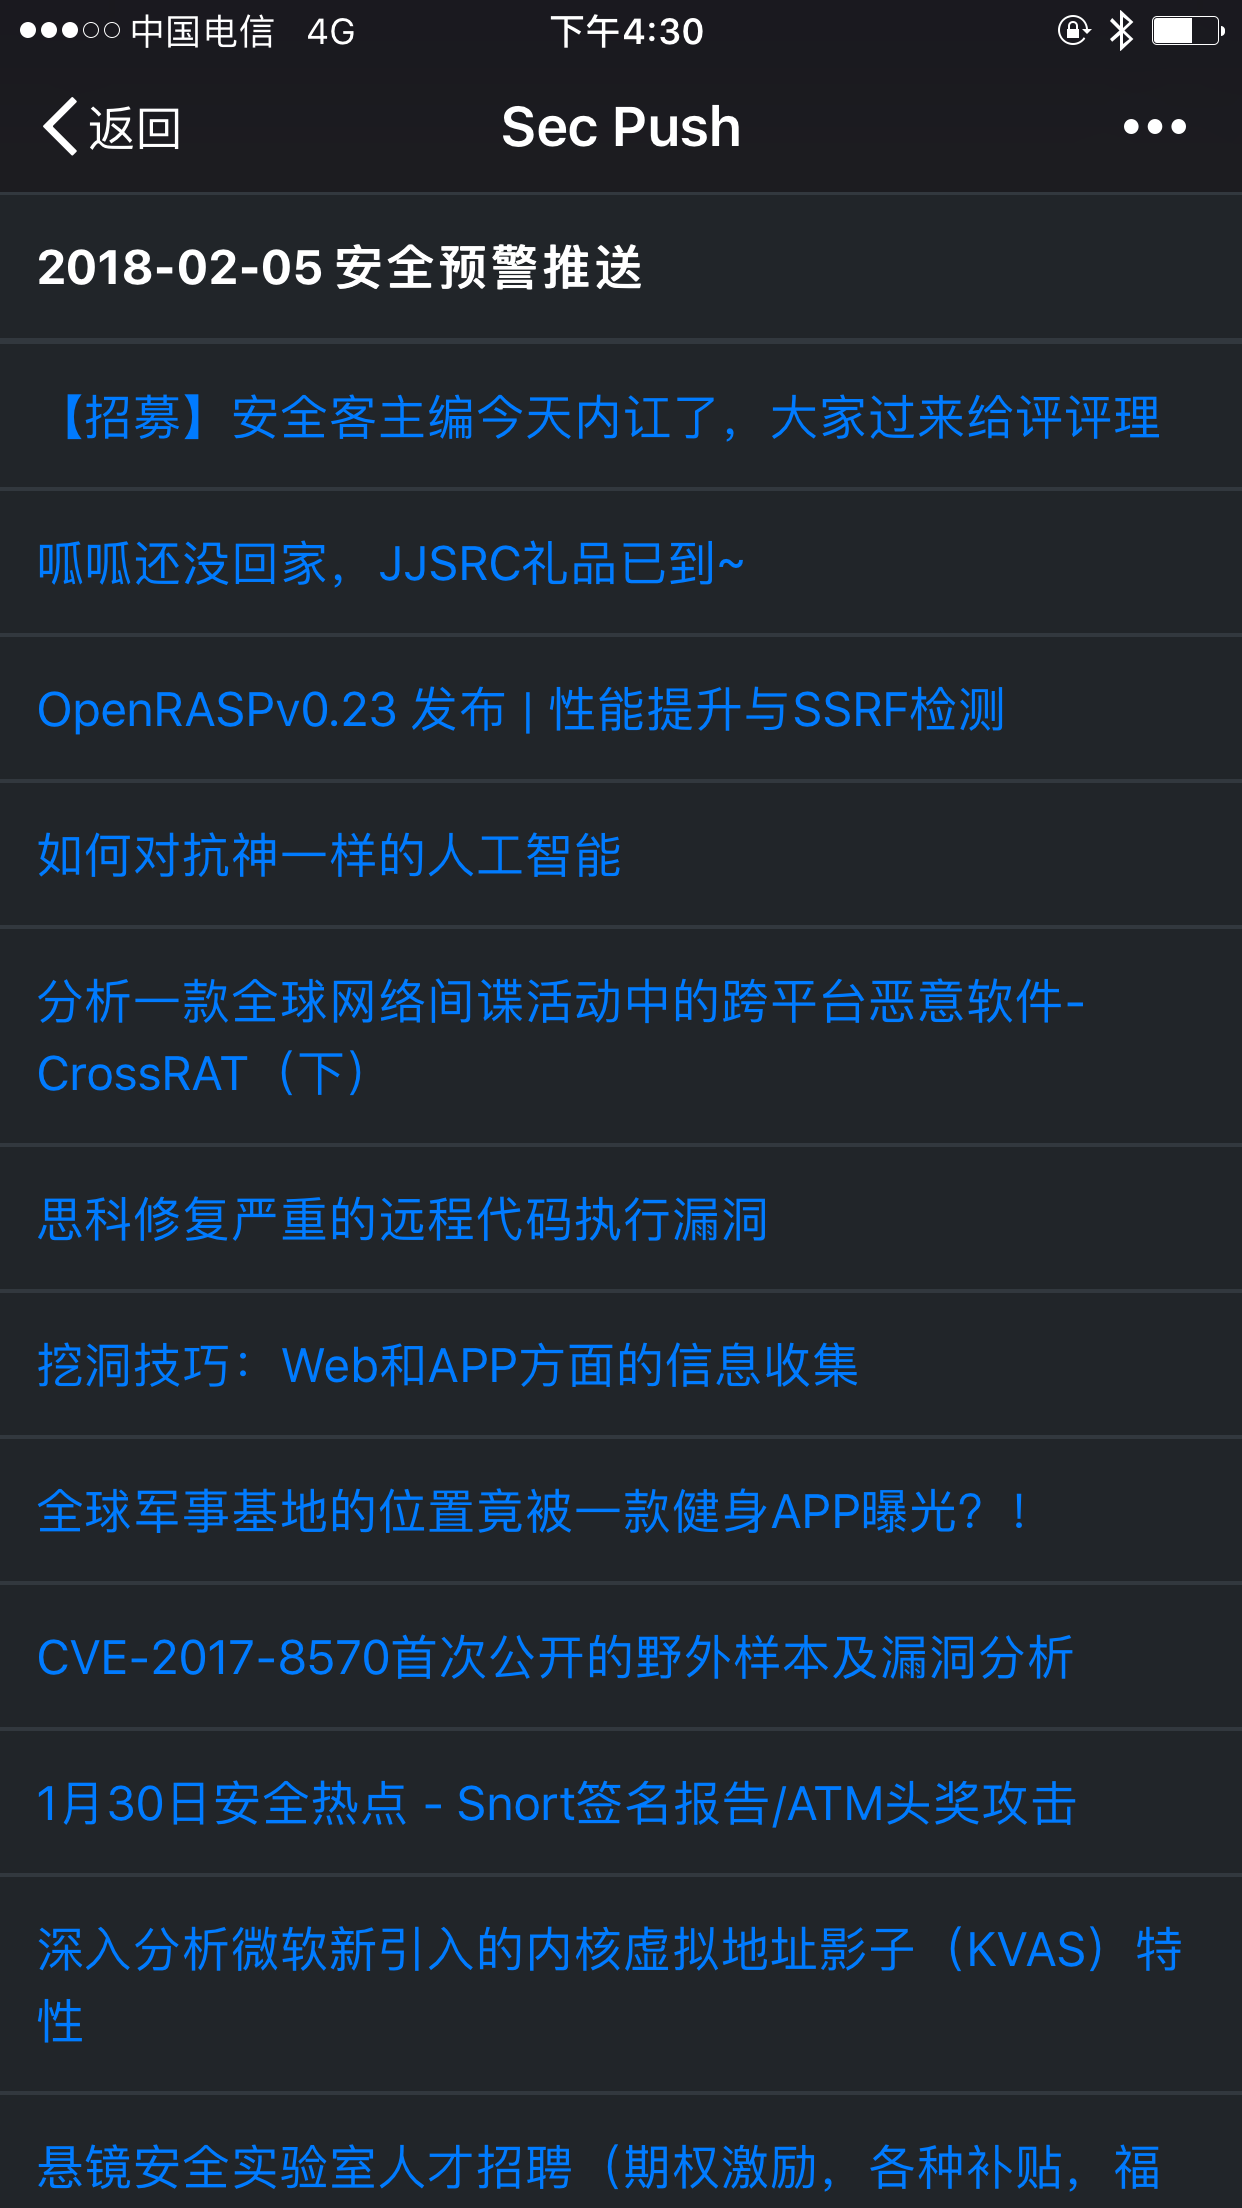 中国电信 4G 下午4:30
返回 Sec Push
2018-02-05安全预警推送
【招募】安全客主编今天内讧了，大家过来给评评理
呱呱还没回家，JJSRC礼品已到~
OpenRASPv0.23 发布 | 性能提升与SSRF检测
如何对抗神一样的人工智能
分析一款全球网络间谍活动中的跨平台恶意软件-
CrossRAT（下）
思科修复严重的远程代码执行漏洞
挖洞技巧：Web和APP方面的信息收集
全球军事基地的位置竟被一款健身APP曝光？！
CVE-2017-8570首次公开的野外样本及漏洞分析
1月30日安全热点 - Snort签名报告/ATM头奖攻击
深入分析微软新引入的内核虚拟地址影子（KVAS）特
性
悬镜安全实验室人才招聘（期权激励，各种补贴，福